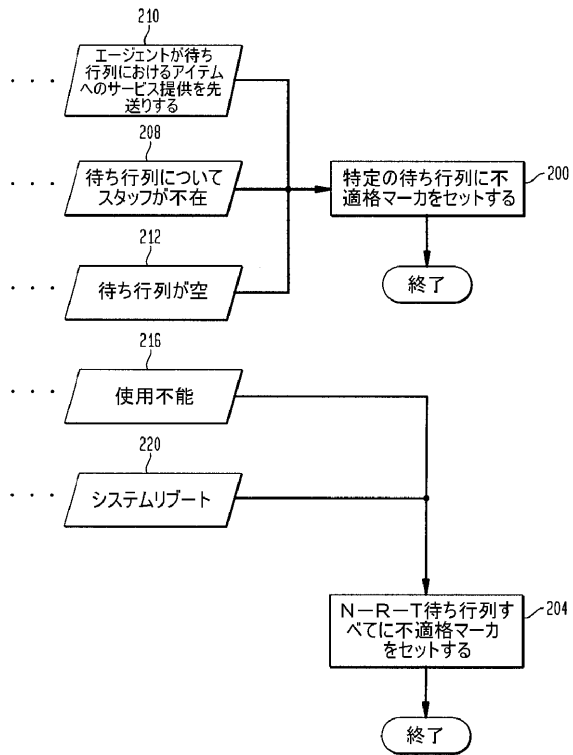 210
エージェントが待ち
行列におけるアイテム
へのサービス提供を先
送りする
208
待ち行列について
スタッフが不在
200
特定の待ち行列に不
適格マーカをセットする
212
待ち行列が空
終了
216
使用不能
220
システムリブート
204
N－R－T待ち行列す
べてに不適格マーカ
をセットする
終了